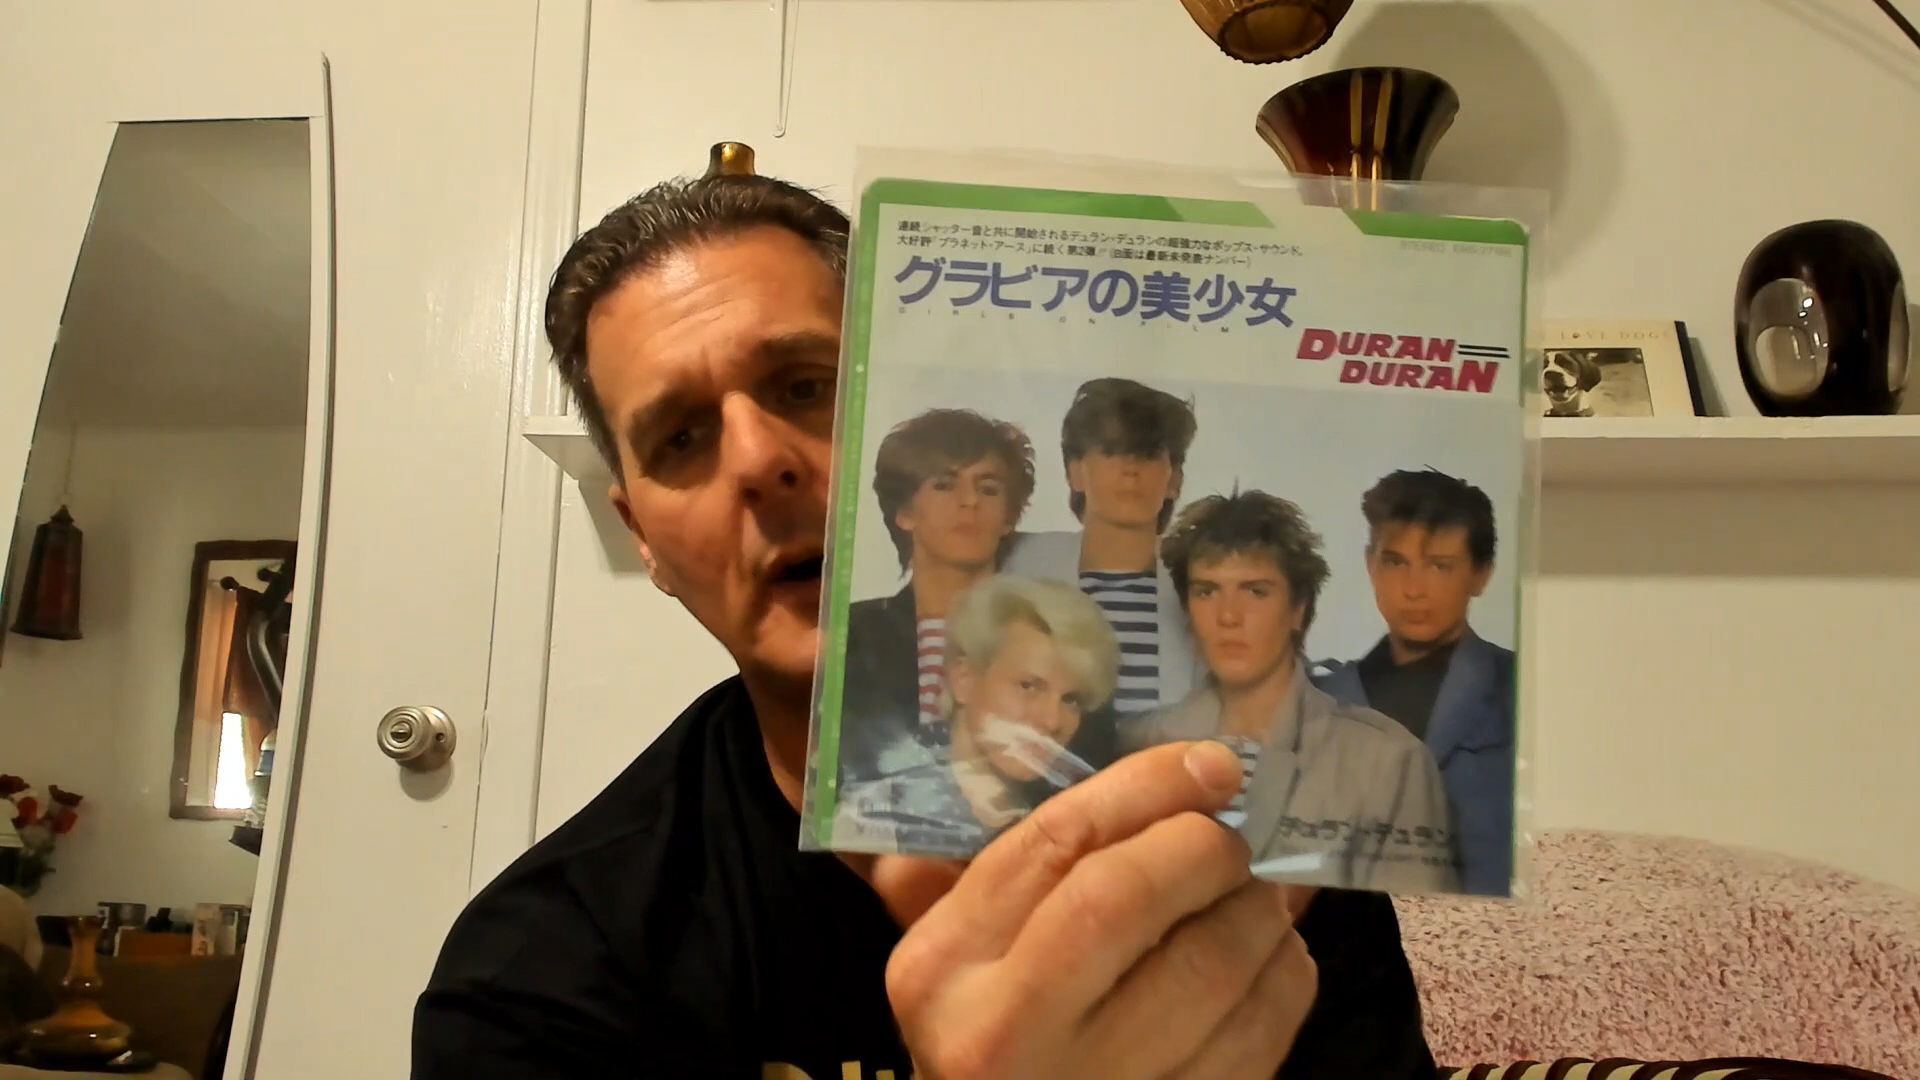 連続シャッター音と共に開始されるデュラン・デュランの超強力なポップス・サウンド。
大好評「プラネット・アース」に続く第2弾!! (B面は最新未発表ナンバー)
STEREO
グラビアの美少女
GIRLS ON FILM
DURAN
DURAN
LOVE DOGS
デュラン・デュラン